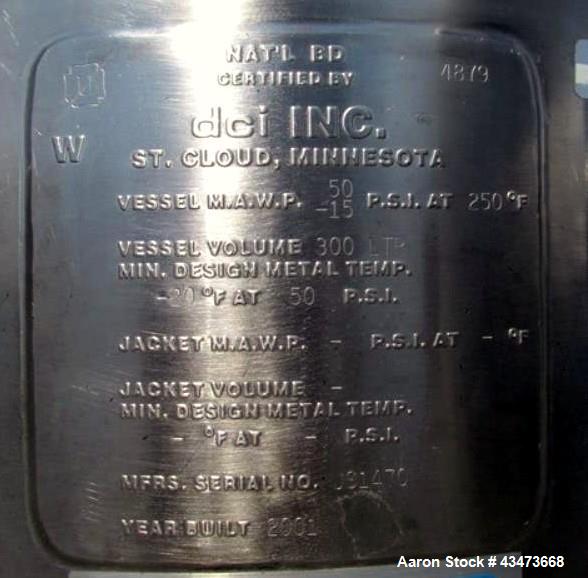 NAT'L BD 4879
U CERTIFIED BY
dci INC.
W
ST. CLOUD, MINNESOTA
50
VESSEL M.A.W.P. -15 P.S.I. AT 250 °F
VESSEL VOLUME 300 LTR
MIN. DESIGN METAL TEMP.
-20 °F AT 50 P.S.I.
JACKET M.A.W.P. - P.S.I. AT - °F
JACKET VOLUME -
MIN. DESIGN METAL TEMP.
- °F AT - P.S.I.
MFRS. SERIAL NO.
YEAR BUILT 2001
Aaron Stock # 43473668